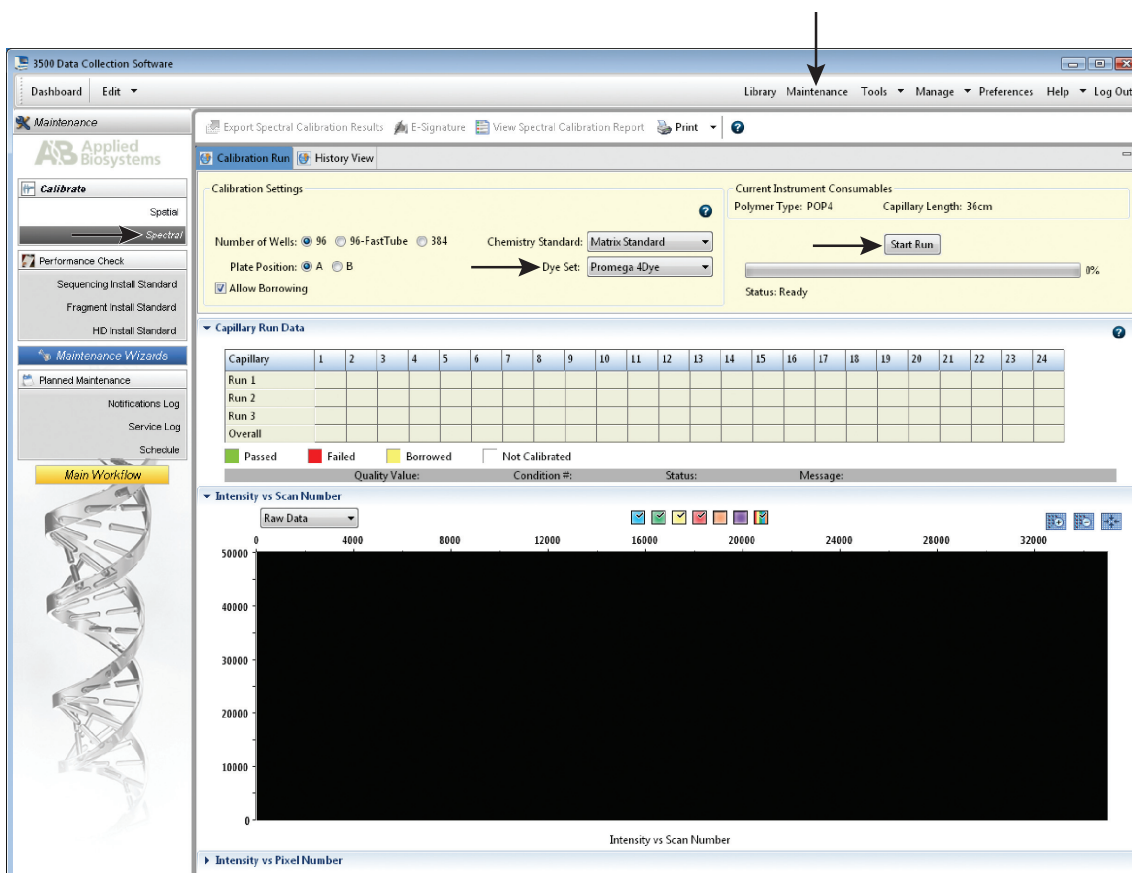 3500 Data Collection Software
Dashboard Edit Library Maintenance Tools Manage Preferences Help Log Out
Maintenance
Export Spectral Calibration Results E-Signature View Spectral Calibration Report Print
AB Applied Biosystems
Calibration Run History View
Calibrate
Spatial
Spectral
Performance Check
Sequencing Install Standard
Fragment Install Standard
HD Install Standard
Maintenance Wizards
Planned Maintenance
Notifications Log
Service Log
Schedule
Main Workflow
Calibration Settings
Number of Wells: 96 96-FastTube 384 Chemistry Standard: Matrix Standard
Plate Position: A B Dye Set: Promega 4Dye
Allow Borrowing
Current Instrument Consumables
Polymer Type: POP4 Capillary Length: 36cm
Start Run
0%
Status: Ready
Capillary Run Data
Capillary 1 2 3 4 5 6 7 8 9 10 11 12 13 14 15 16 17 18 19 20 21 22 23 24
Run 1
Run 2
Run 3
Overall
Passed Failed Borrowed Not Calibrated
Quality Value: Condition #: Status: Message:
Intensity vs Scan Number
Raw Data
0 4000 8000 12000 16000 20000 24000 28000 32000
50000
40000
30000
20000
10000
0
Intensity vs Scan Number
Intensity vs Pixel Number